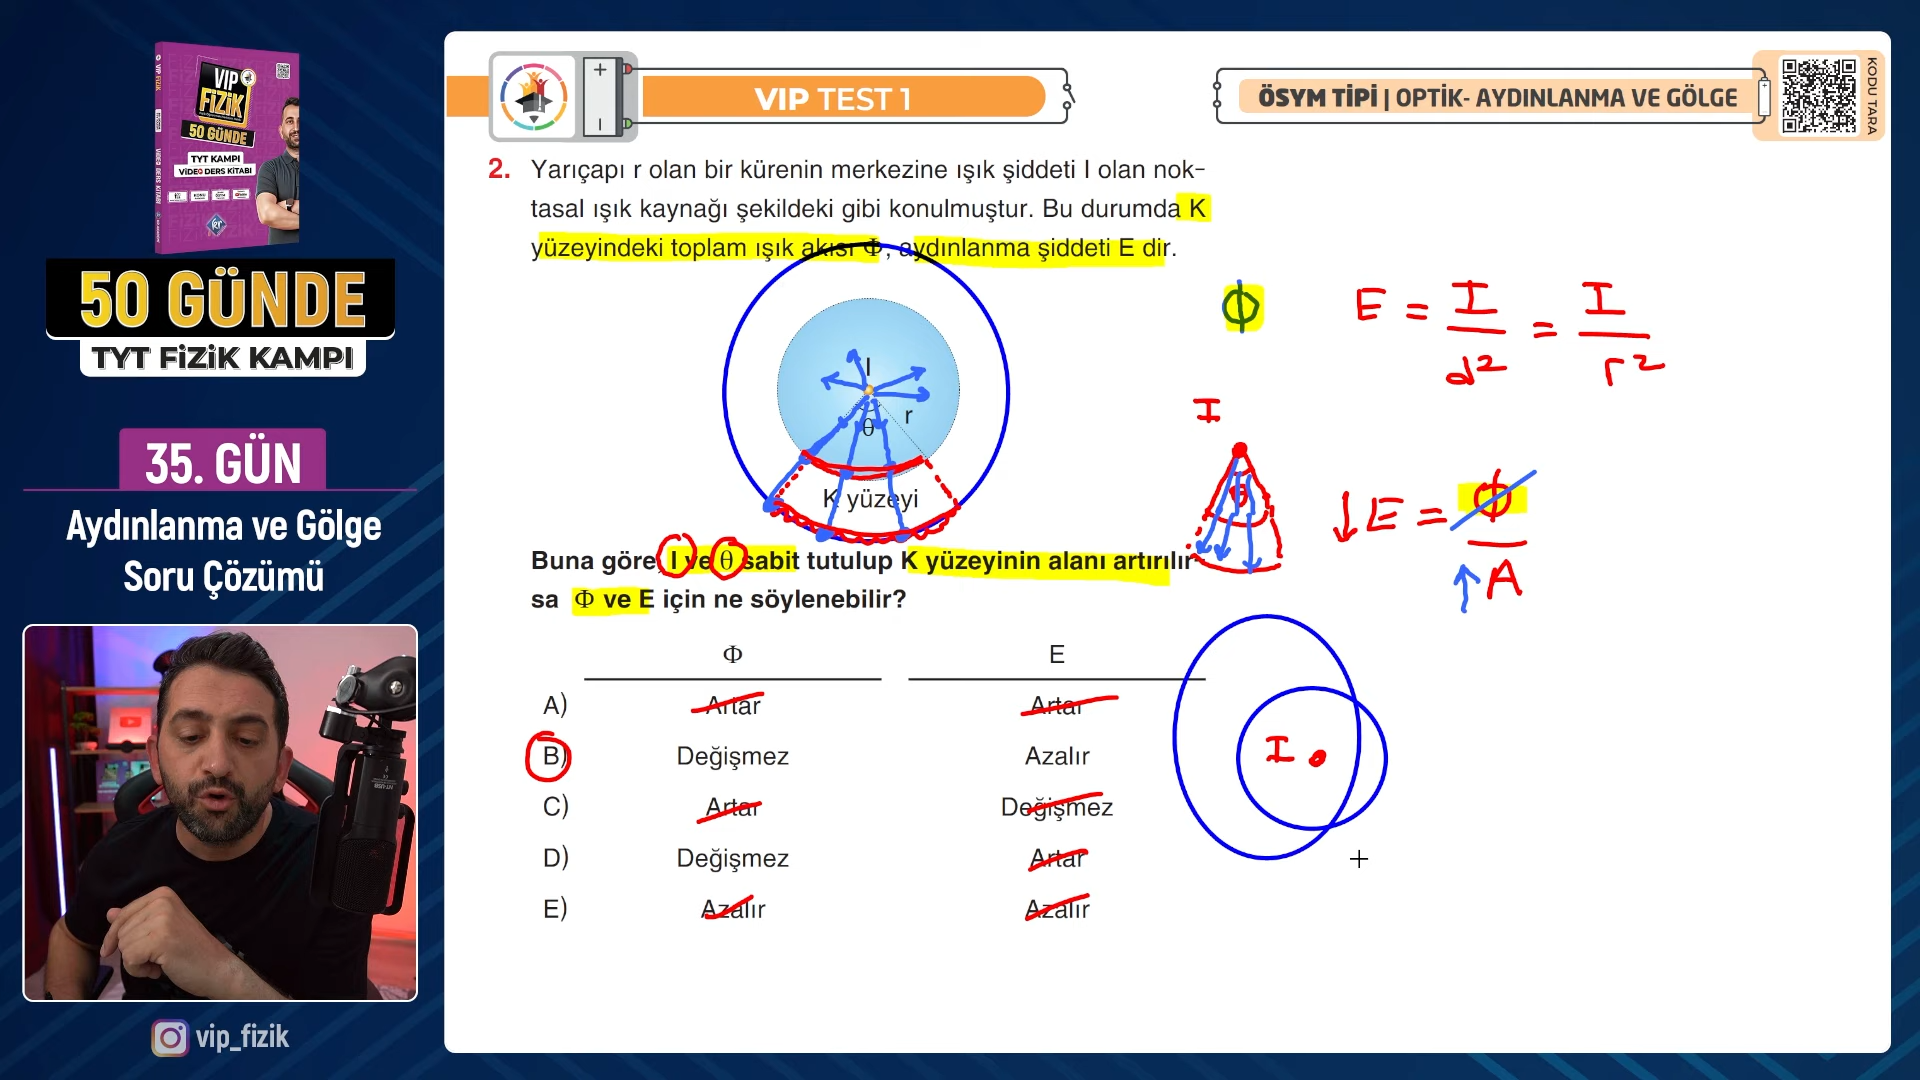 VIP
FİZİK
50 GÜNDE
TYT KAMPI
VİDEO DERS KİTABI
50 GÜNDE
TYT FİZİK KAMPI
35. GÜN
Aydınlanma ve Gölge
Soru Çözümü
vip_fizik
VIP TEST 1
ÖSYM TİPİ | OPTİK- AYDINLANMA VE GÖLGE
KODU TARA
2. Yarıçapı r olan bir kürenin merkezine ışık şiddeti I olan nok-
tasal ışık kaynağı şekildeki gibi konulmuştur. Bu durumda K
yüzeyindeki toplam ışık akısı Φ, aydınlanma şiddeti E dir.
I
r
θ
K yüzeyi
Φ
E = I/d² = I/r²
I
↓E = Φ/↑A
Buna göre, I ve θ sabit tutulup K yüzeyinin alanı artırılır-
sa Φ ve E için ne söylenebilir?
Φ E
A) Artar Artar
B) Değişmez Azalır
C) Artar Değişmez
D) Değişmez Artar
E) Azalır Azalır
I